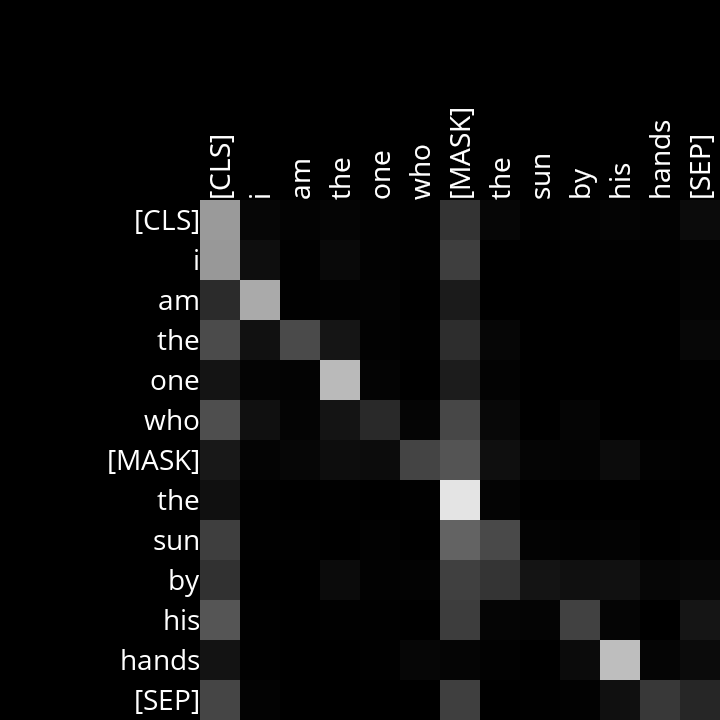 [CLS] i am the one who [MASK] the sun by his hands [SEP]
[CLS]
i
am
the
one
who
[MASK]
the
sun
by
his
hands
[SEP]